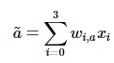 ã = ∑_{i=0}^{3} w_{i,a} x_i